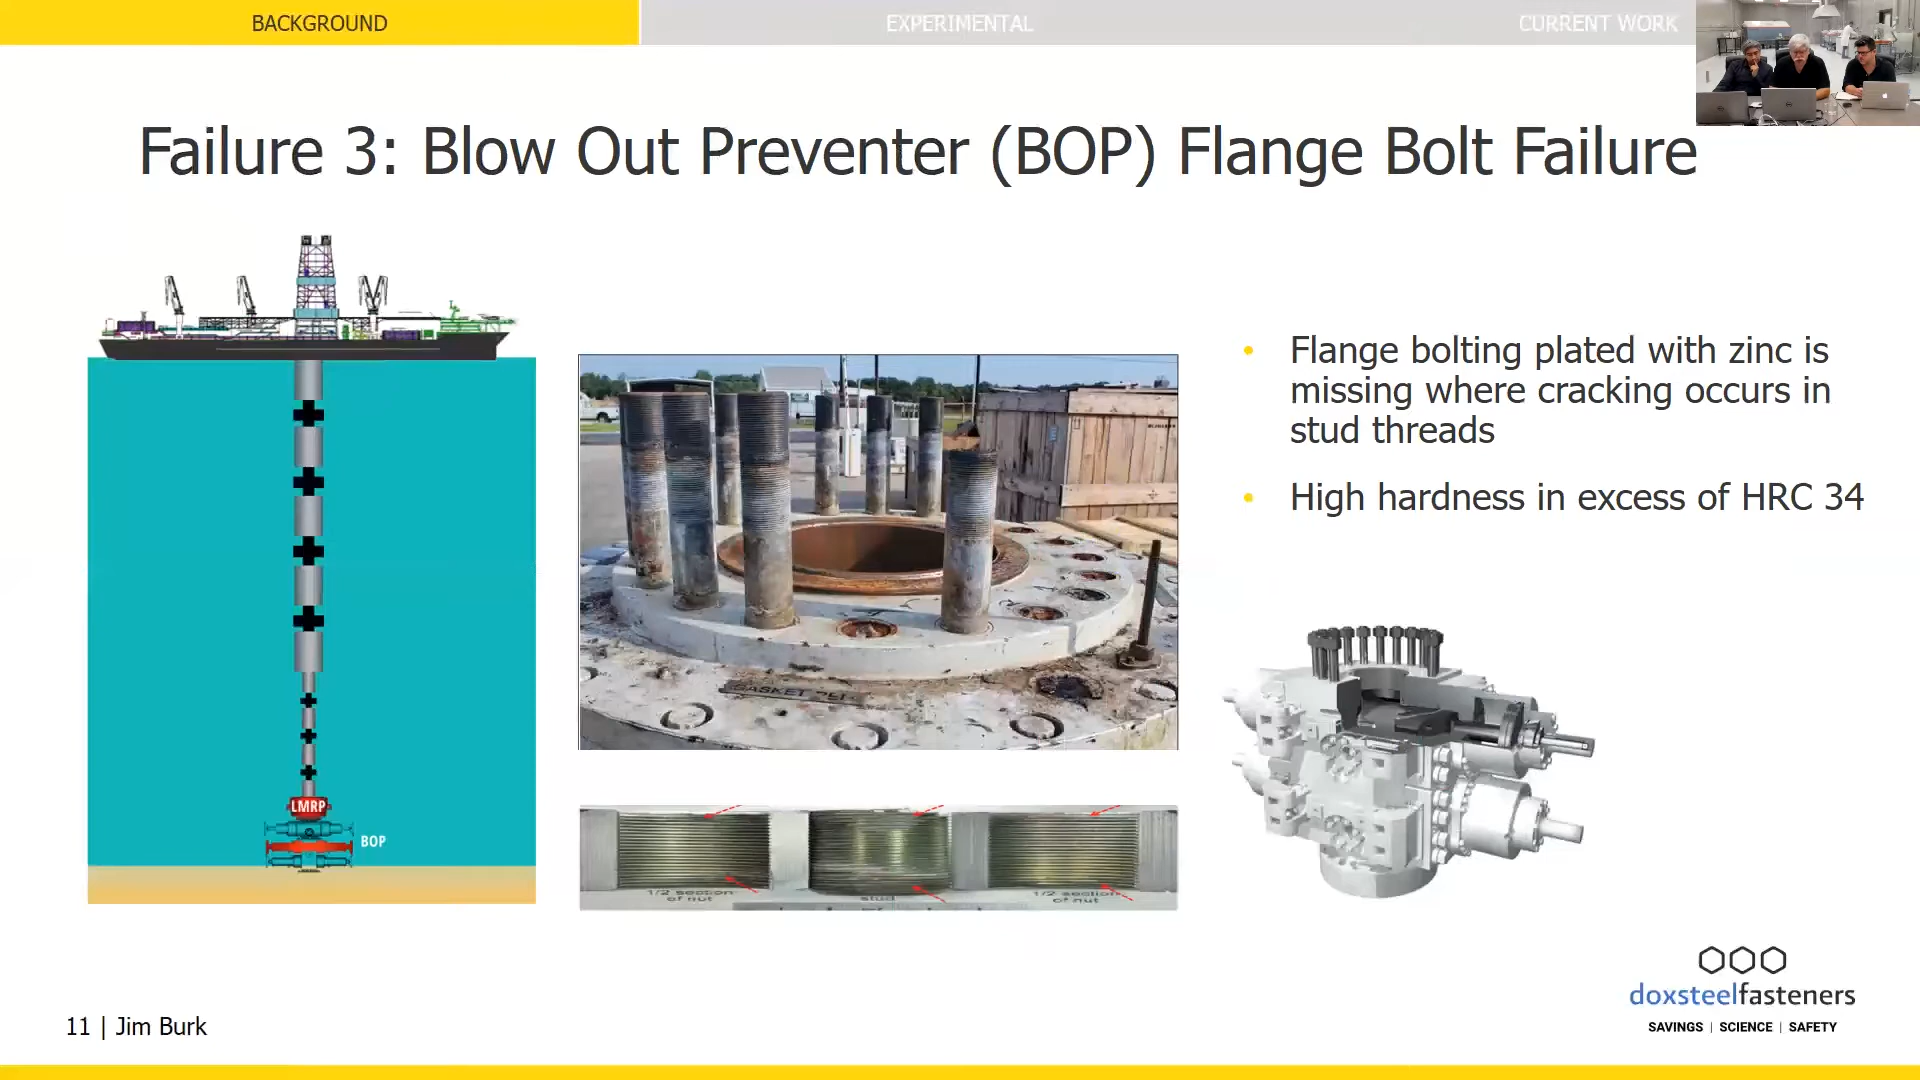 BACKGROUND
EXPERIMENTAL
CURRENT WORK
Failure 3: Blow Out Preventer (BOP) Flange Bolt Failure
Flange bolting plated with zinc is
missing where cracking occurs in
stud threads
High hardness in excess of HRC 34
LMRP
BOP
GASKET
1/2 section
of nut
stud
1/2 section
of nut
doxsteelfasteners
SAVINGS | SCIENCE | SAFETY
11 | Jim Burk